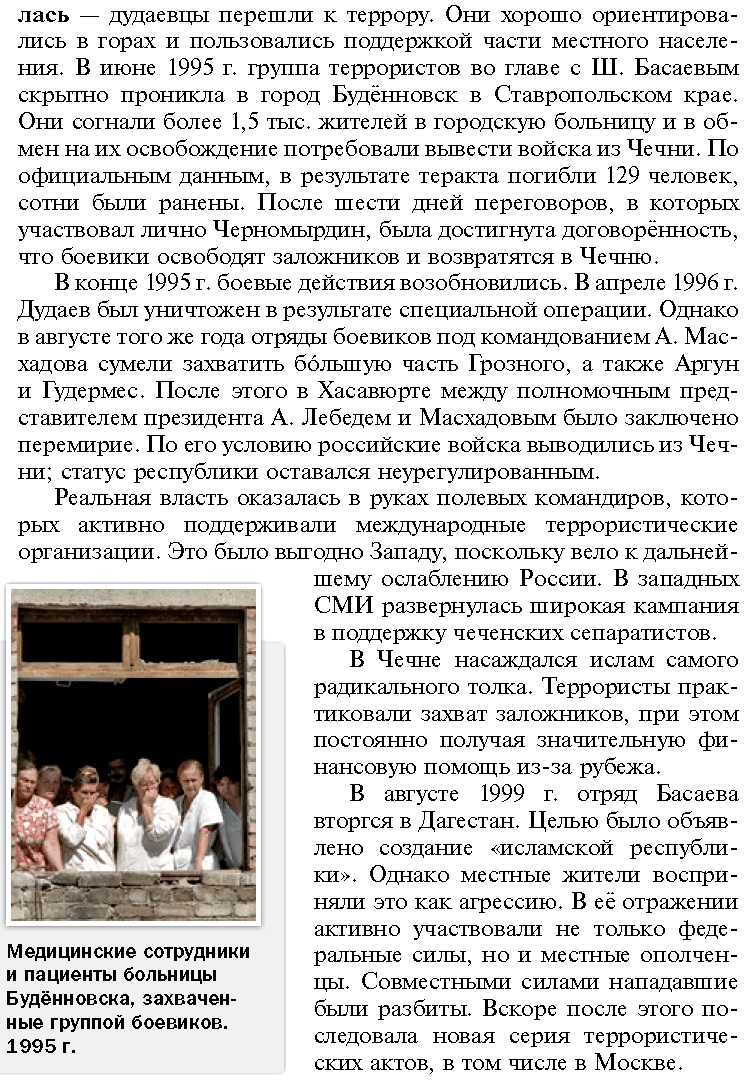 лась — дудаевцы перешли к террору. Они хорошо ориентирова-
лись в горах и пользовались поддержкой части местного населе-
ния. В июне 1995 г. группа террористов во главе с Ш. Басаевым
скрытно проникла в город Будённовск в Ставропольском крае.
Они согнали более 1,5 тыс. жителей в городскую больницу и в об-
мен на их освобождение потребовали вывести войска из Чечни. По
официальным данным, в результате теракта погибли 129 человек,
сотни были ранены. После шести дней переговоров, в которых
участвовал лично Черномырдин, была достигнута договорённость,
что боевики освободят заложников и возвратятся в Чечню.
В конце 1995 г. боевые действия возобновились. В апреле 1996 г.
Дудаев был уничтожен в результате специальной операции. Однако
в августе того же года отряды боевиков под командованием А. Мас-
хадова сумели захватить бо́льшую часть Грозного, а также Аргун
и Гудермес. После этого в Хасавюрте между полномочным пред-
ставителем президента А. Лебедем и Масхадовым было заключено
перемирие. По его условию российские войска выводились из Чеч-
ни; статус республики оставался неурегулированным.
Реальная власть оказалась в руках полевых командиров, кото-
рых активно поддерживали международные террористические
организации. Это было выгодно Западу, поскольку вело к дальней-
шему ослаблению России. В западных
СМИ развернулась широкая кампания
в поддержку чеченских сепаратистов.
В Чечне насаждался ислам самого
радикального толка. Террористы прак-
тиковали захват заложников, при этом
постоянно получая значительную фи-
нансовую помощь из-за рубежа.
В августе 1999 г. отряд Басаева
вторгся в Дагестан. Целью было объяв-
лено создание «исламской республи-
ки». Однако местные жители воспри-
няли это как агрессию. В её отражении
активно участвовали не только феде-
ральные силы, но и местные ополчен-
цы. Совместными силами нападавшие
были разбиты. Вскоре после этого по-
следовала новая серия террористиче-
ских актов, в том числе в Москве.
Медицинские сотрудники
и пациенты больницы
Будённовска, захвачен-
ные группой боевиков.
1995 г.